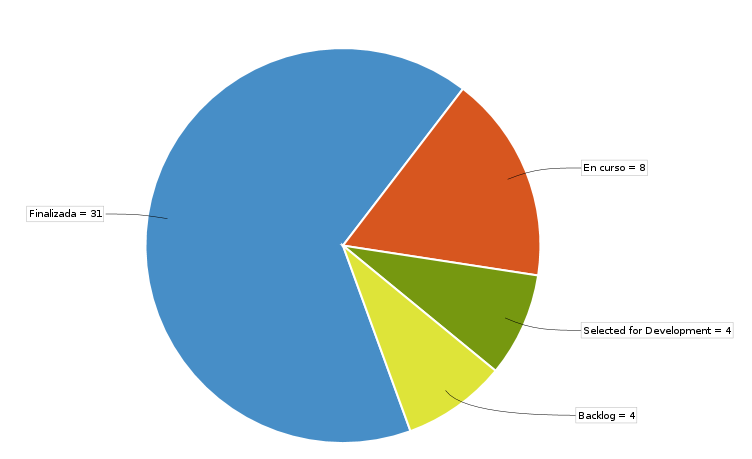 En curso = 8
Finalizada = 31
Selected for Development = 4
Backlog = 4